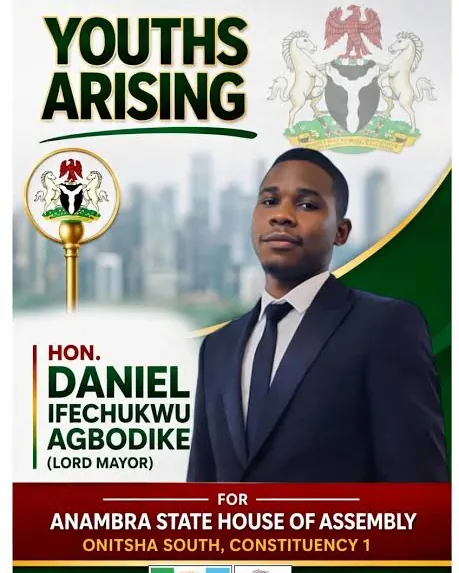 YOUTHS
ARISING
HON.
DANIEL
IFECHUKWU
AGBODIKE
(LORD MAYOR)
FOR
ANAMBRA STATE HOUSE OF ASSEMBLY
ONITSHA SOUTH, CONSTITUENCY 1